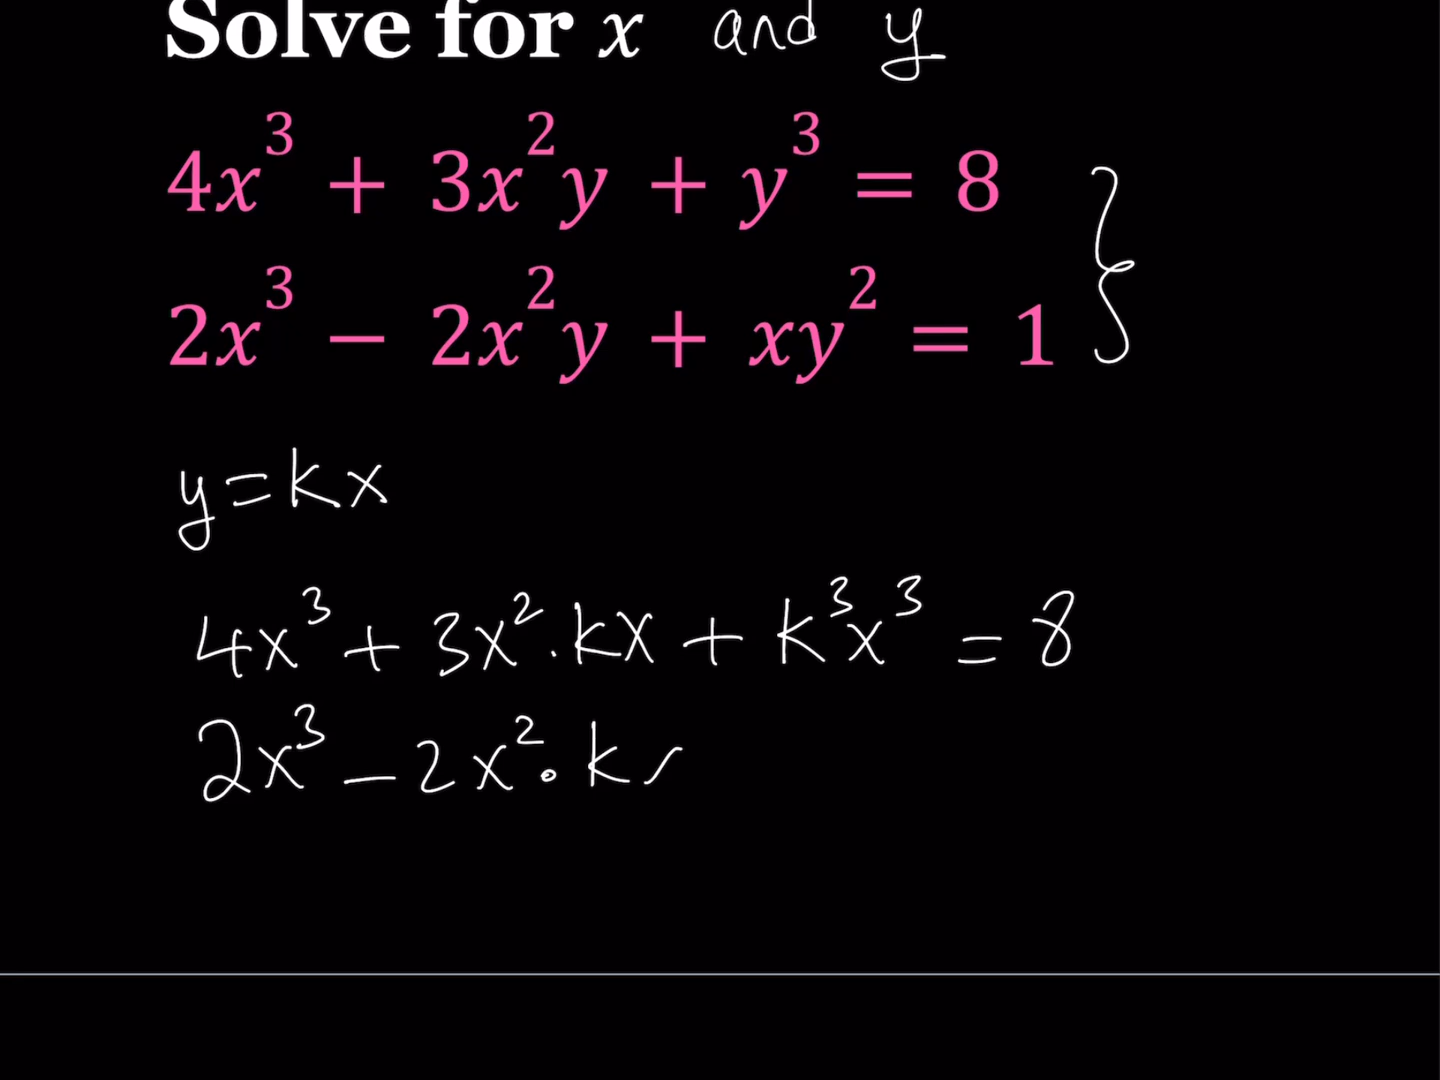 Solve for x and y
4x³ + 3x²y + y³ = 8
2x³ − 2x²y + xy² = 1
y = kx
4x³ + 3x² · kx + k³x³ = 8
2x³ − 2x² · k